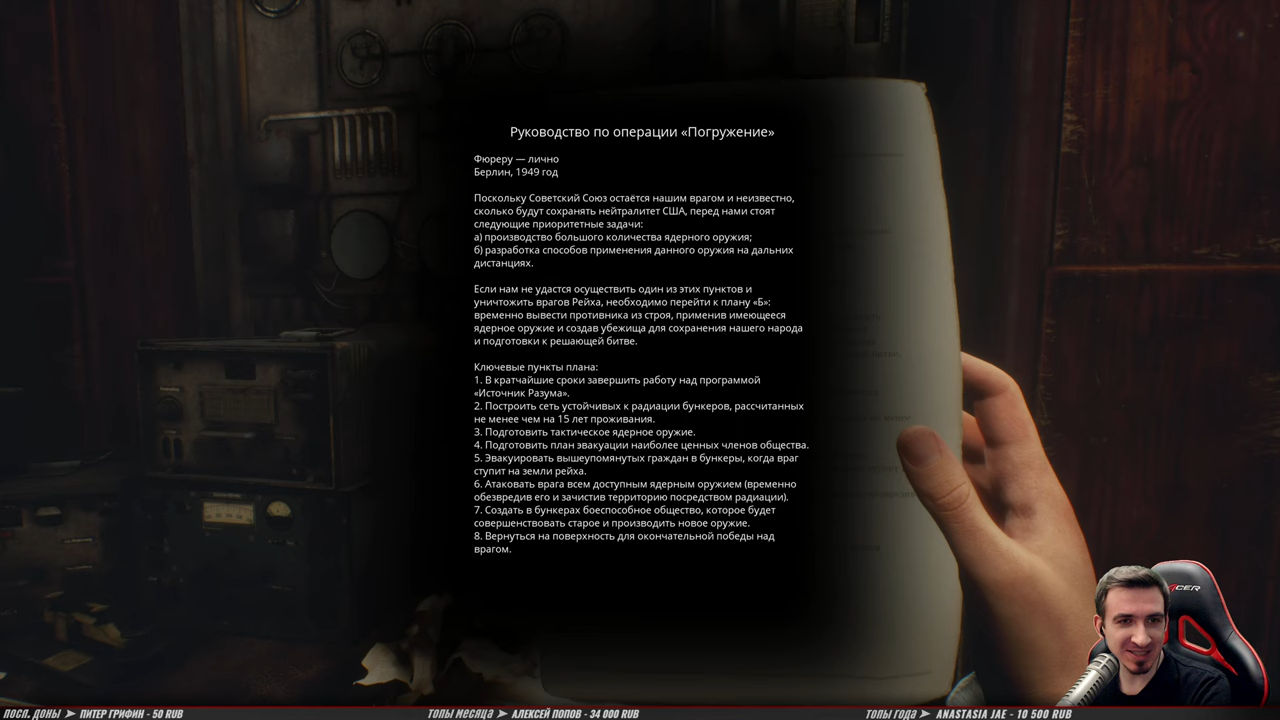 Руководство по операции «Погружение»
Фюреру — лично
Берлин, 1949 год
Поскольку Советский Союз остаётся нашим врагом и неизвестно,
сколько будут сохранять нейтралитет США, перед нами стоят
следующие приоритетные задачи:
а) производство большого количества ядерного оружия;
б) разработка способов применения данного оружия на дальних
дистанциях.
Если нам не удастся осуществить один из этих пунктов и
уничтожить врагов Рейха, необходимо перейти к плану «Б»:
временно вывести противника из строя, применив имеющееся
ядерное оружие и создав убежища для сохранения нашего народа
и подготовки к решающей битве.
Ключевые пункты плана:
1. В кратчайшие сроки завершить работу над программой
«Источник Разума».
2. Построить сеть устойчивых к радиации бункеров, рассчитанных
не менее чем на 15 лет проживания.
3. Подготовить тактическое ядерное оружие.
4. Подготовить план эвакуации наиболее ценных членов общества.
5. Эвакуировать вышеупомянутых граждан в бункеры, когда враг
ступит на земли рейха.
6. Атаковать врага всем доступным ядерным оружием (временно
обезвредив его и зачистив территорию посредством радиации).
7. Создать в бункерах боеспособное общество, которое будет
совершенствовать старое и производить новое оружие.
8. Вернуться на поверхность для окончательной победы над
врагом.
посл. доны ➤ ПИТЕР ГРИФИН - 50 RUB
топы месяца ➤ АЛЕКСЕЙ ПОПОВ - 34 000 RUB
топы года ➤ ANASTASIA JAE - 10 500 RUB